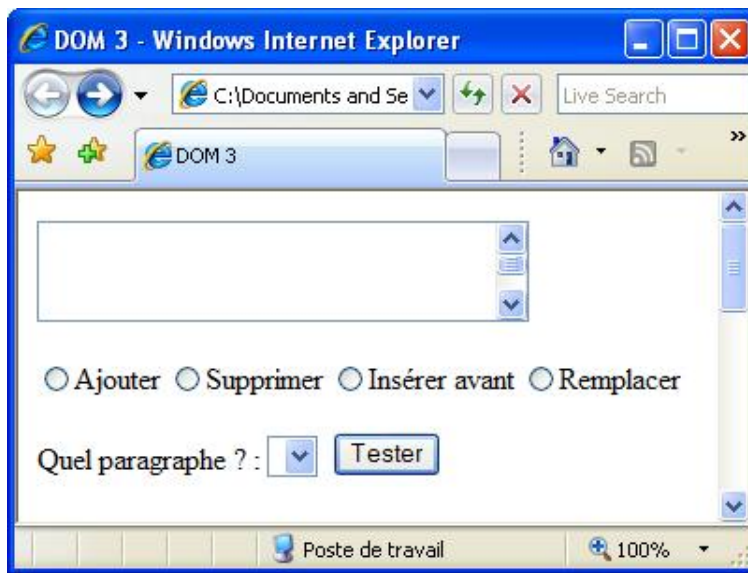 DOM 3 - Windows Internet Explorer
C:\Documents and Se
Live Search
DOM 3
»
Ajouter Supprimer Insérer avant Remplacer
Quel paragraphe ? : Tester
Poste de travail 100%